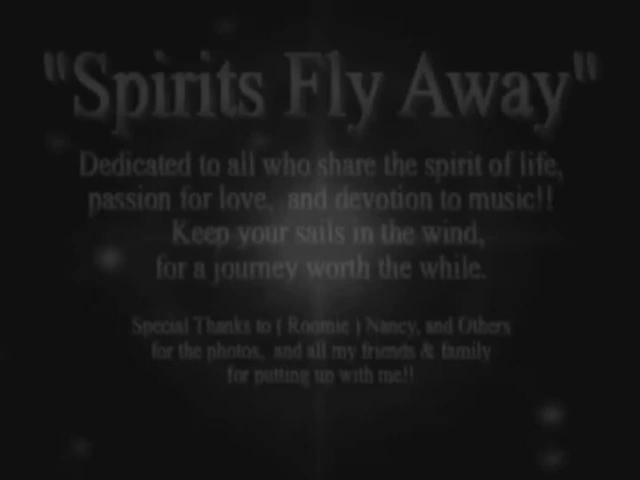 "Spirits Fly Away"
Dedicated to all who share the spirit of life,
passion for love, and devotion to music!!
Keep your sails in the wind,
for a journey worth the while.
Special Thanks to ( Roomie ) Nancy, and Others
for the photos, and all my friends & family
for putting up with me!!